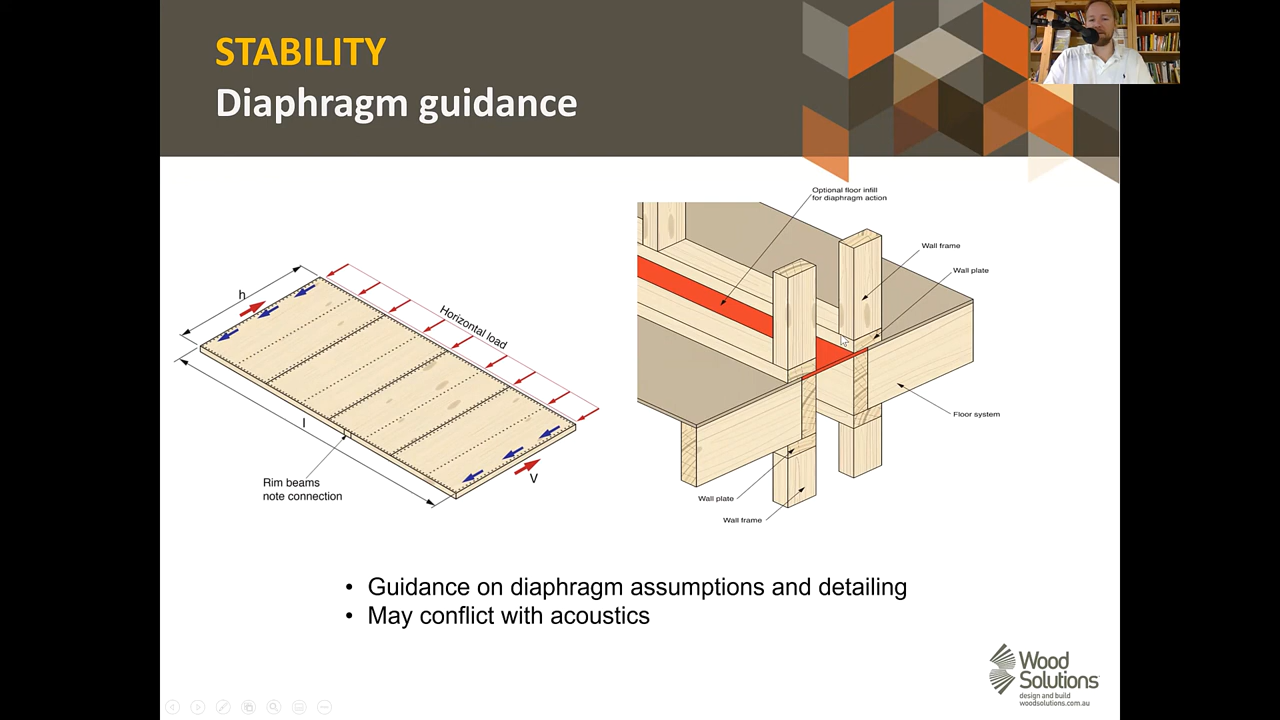 STABILITY
Diaphragm guidance
h
Horizontal load
l
V
Rim beams
note connection
Optional floor infill
for diaphragm action
Wall frame
Wall plate
Floor system
Wall plate
Wall frame
• Guidance on diaphragm assumptions and detailing
• May conflict with acoustics
Wood
Solutions
design and build
woodsolutions.com.au